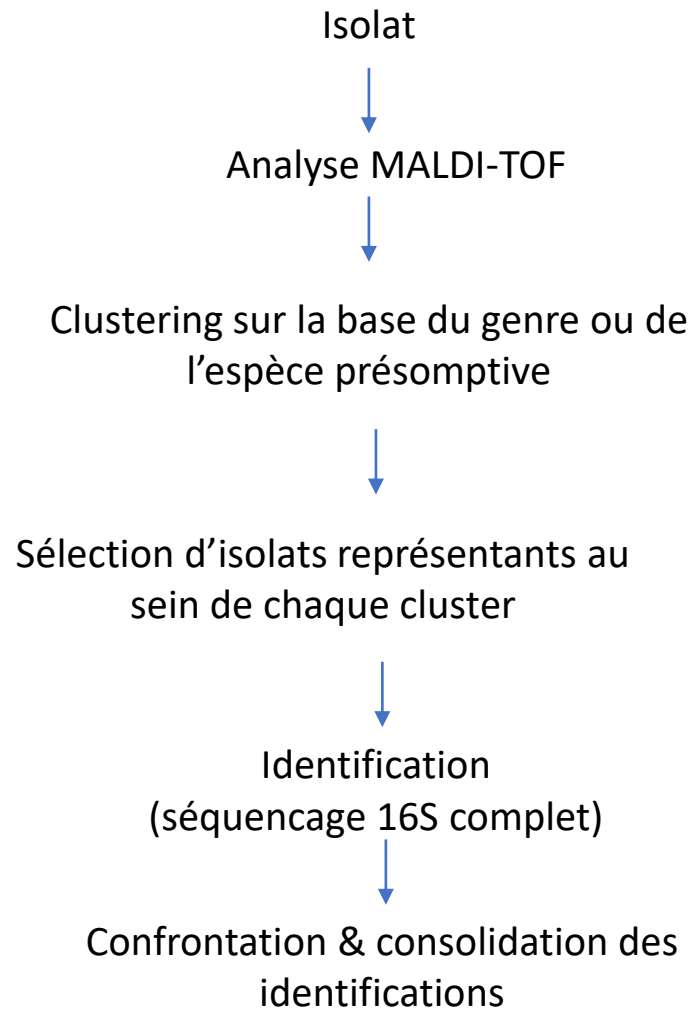 Isolat
Analyse MALDI-TOF
Clustering sur la base du genre ou de
l’espèce présomptive
Sélection d’isolats représentants au
sein de chaque cluster
Identification
(séquencage 16S complet)
Confrontation & consolidation des
identifications